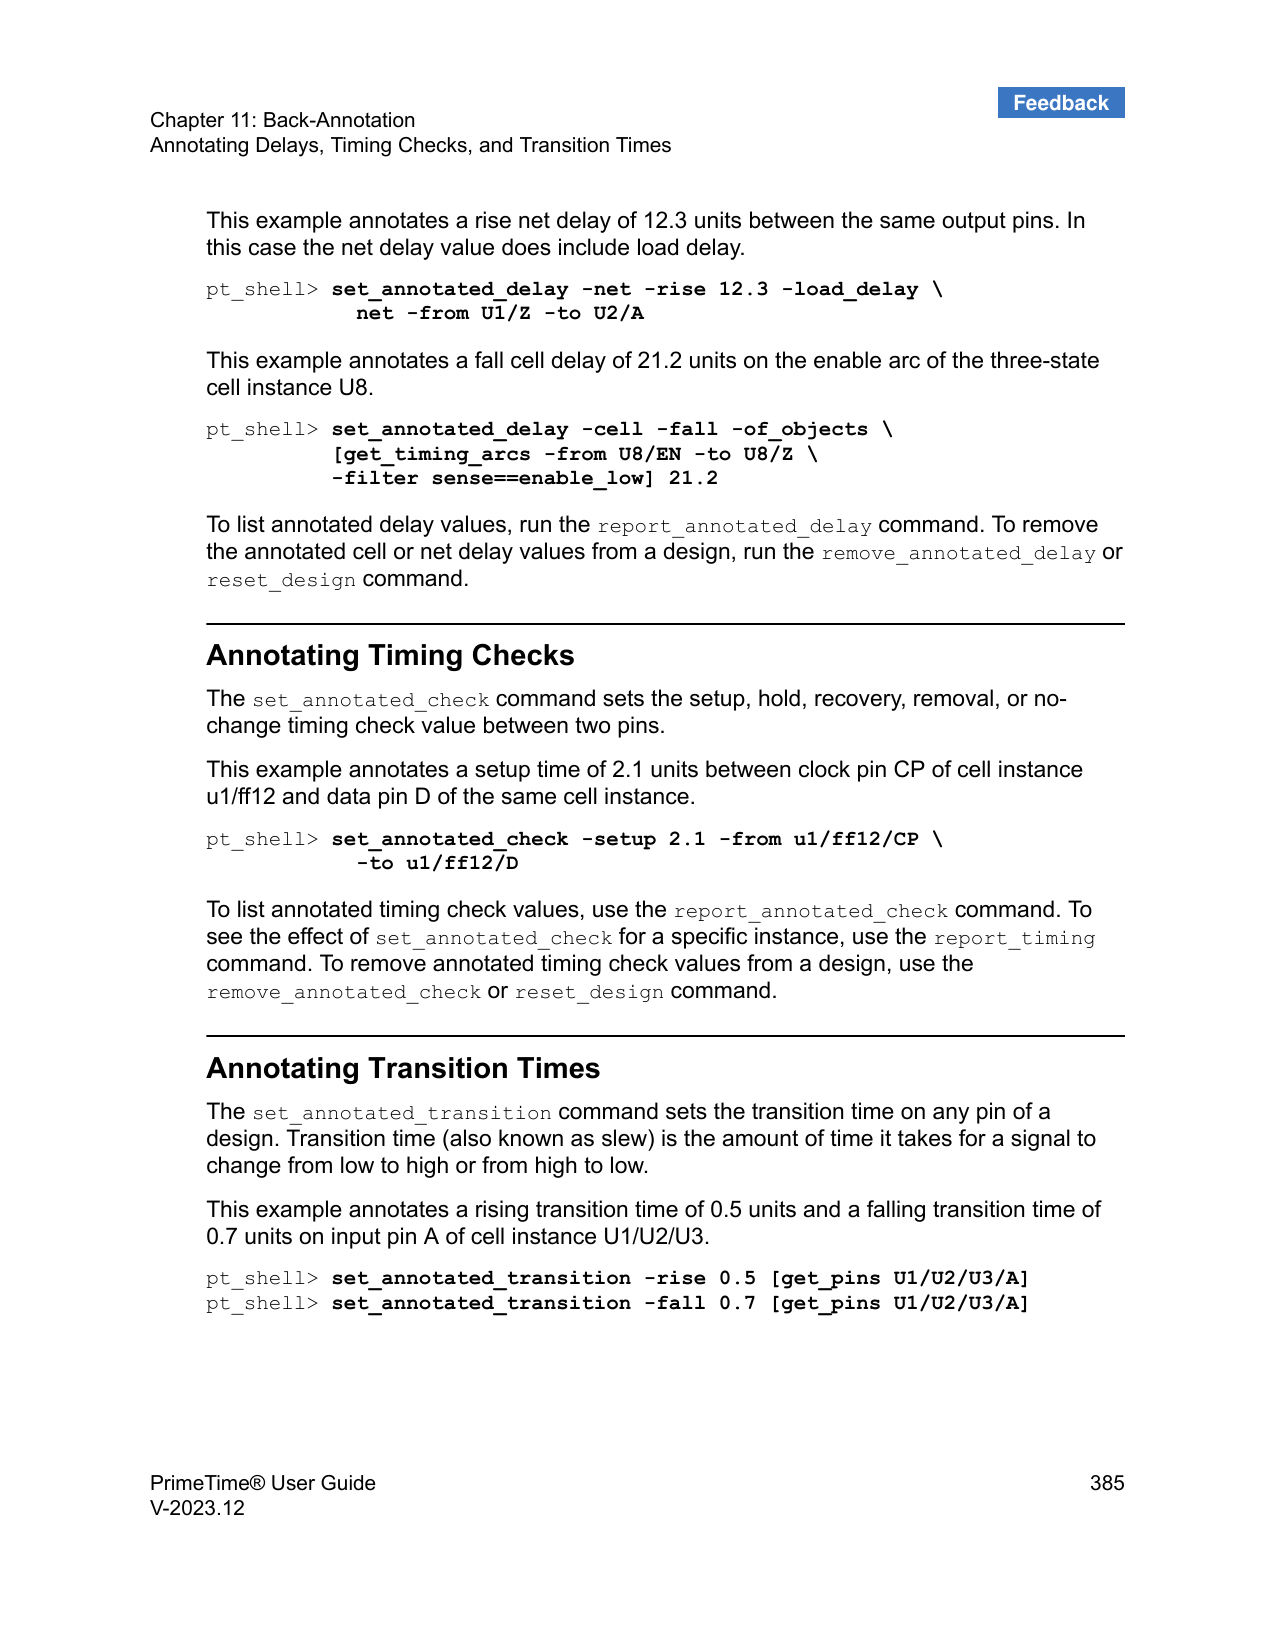 Feedback
Chapter 11: Back-Annotation
Annotating Delays, Timing Checks, and Transition Times
This example annotates a rise net delay of 12.3 units between the same output pins. In
this case the net delay value does include load delay.
pt_shell> set_annotated_delay -net -rise 12.3 -load_delay \
net -from U1/Z -to U2/A
This example annotates a fall cell delay of 21.2 units on the enable arc of the three-state
cell instance U8.
pt_shell> set_annotated_delay -cell -fall -of_objects \
[get_timing_arcs -from U8/EN -to U8/Z \
-filter sense==enable_low] 21.2
To list annotated delay values, run the report_annotated_delay command. To remove
the annotated cell or net delay values from a design, run the remove_annotated_delay or
reset_design command.
Annotating Timing Checks
The set_annotated_check command sets the setup, hold, recovery, removal, or no-
change timing check value between two pins.
This example annotates a setup time of 2.1 units between clock pin CP of cell instance
u1/ff12 and data pin D of the same cell instance.
pt_shell> set_annotated_check -setup 2.1 -from u1/ff12/CP \
-to u1/ff12/D
To list annotated timing check values, use the report_annotated_check command. To
see the effect of set_annotated_check for a specific instance, use the report_timing
command. To remove annotated timing check values from a design, use the
remove_annotated_check or reset_design command.
Annotating Transition Times
The set_annotated_transition command sets the transition time on any pin of a
design. Transition time (also known as slew) is the amount of time it takes for a signal to
change from low to high or from high to low.
This example annotates a rising transition time of 0.5 units and a falling transition time of
0.7 units on input pin A of cell instance U1/U2/U3.
pt_shell> set_annotated_transition -rise 0.5 [get_pins U1/U2/U3/A]
pt_shell> set_annotated_transition -fall 0.7 [get_pins U1/U2/U3/A]
PrimeTime® User Guide 385
V-2023.12